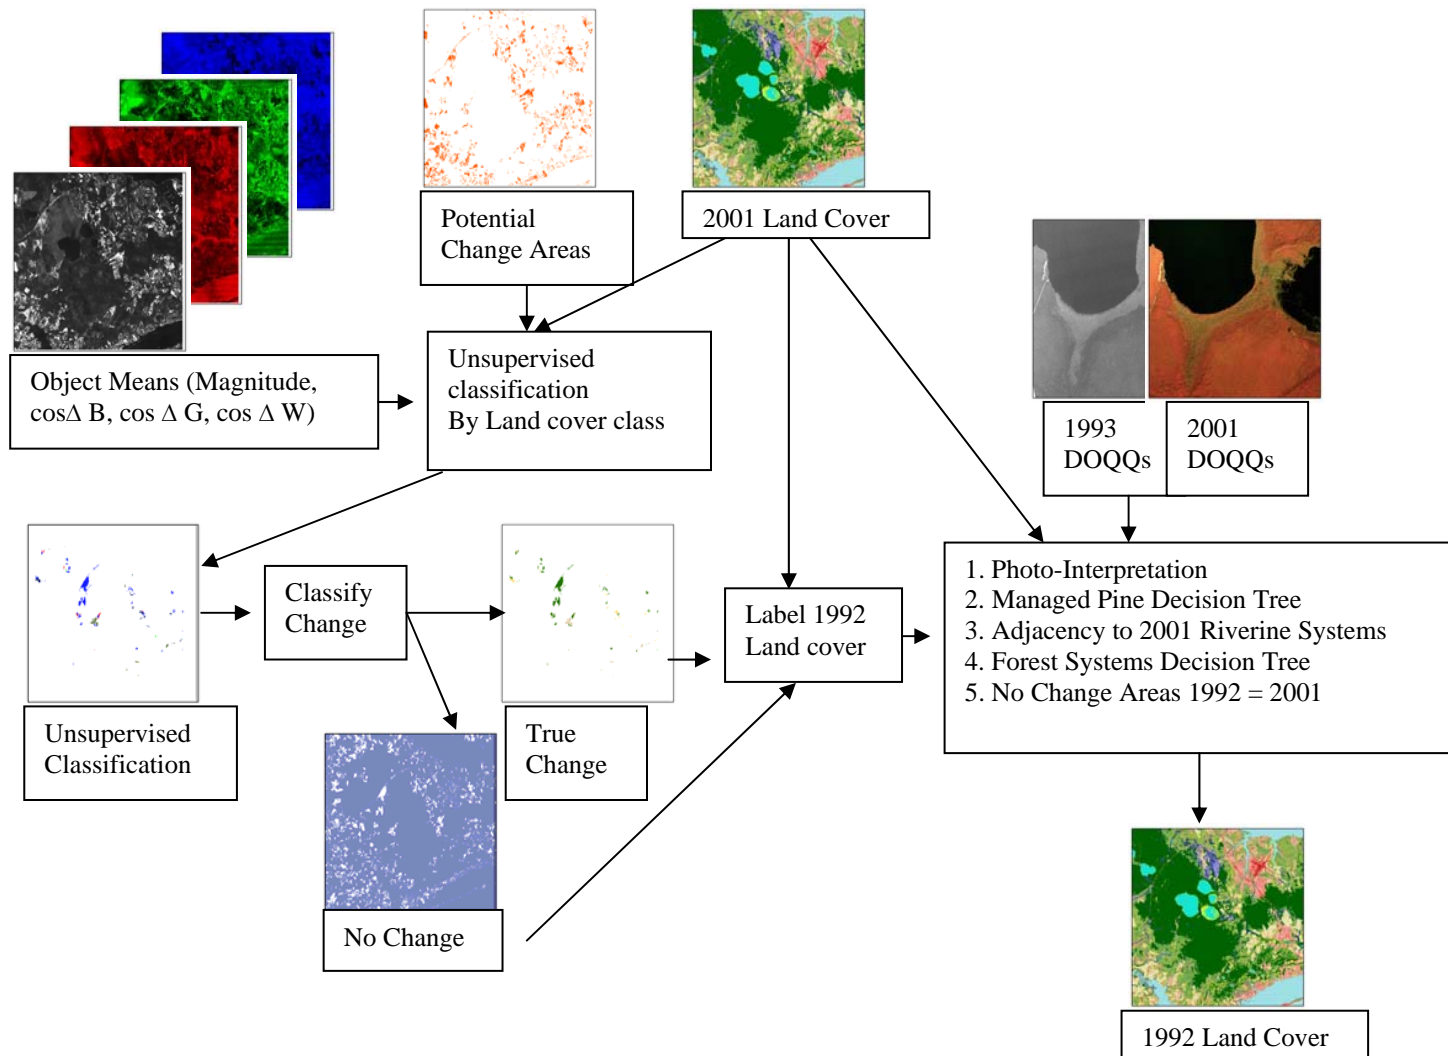 Potential
Change Areas
2001 Land Cover
Object Means (Magnitude,
cos∆ B, cos ∆ G, cos ∆ W)
Unsupervised
classification
By Land cover class
1993
DOQQs
2001
DOQQs
Unsupervised
Classification
Classify
Change
True
Change
No Change
Label 1992
Land cover
1. Photo-Interpretation
2. Managed Pine Decision Tree
3. Adjacency to 2001 Riverine Systems
4. Forest Systems Decision Tree
5. No Change Areas 1992 = 2001
1992 Land Cover